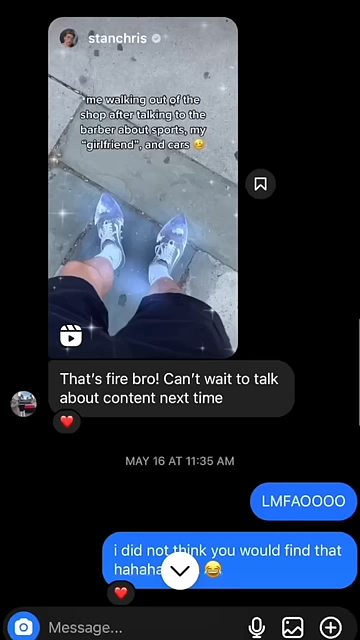 stanchris
*me walking out of the
shop after talking to the
barber about sports, my
"girlfriend", and cars 🫠
That's fire bro! Can't wait to talk
about content next time
❤️
MAY 16 AT 11:35 AM
LMFAOOOO
i did not think you would find that
hahaha 😂
❤️
Message...